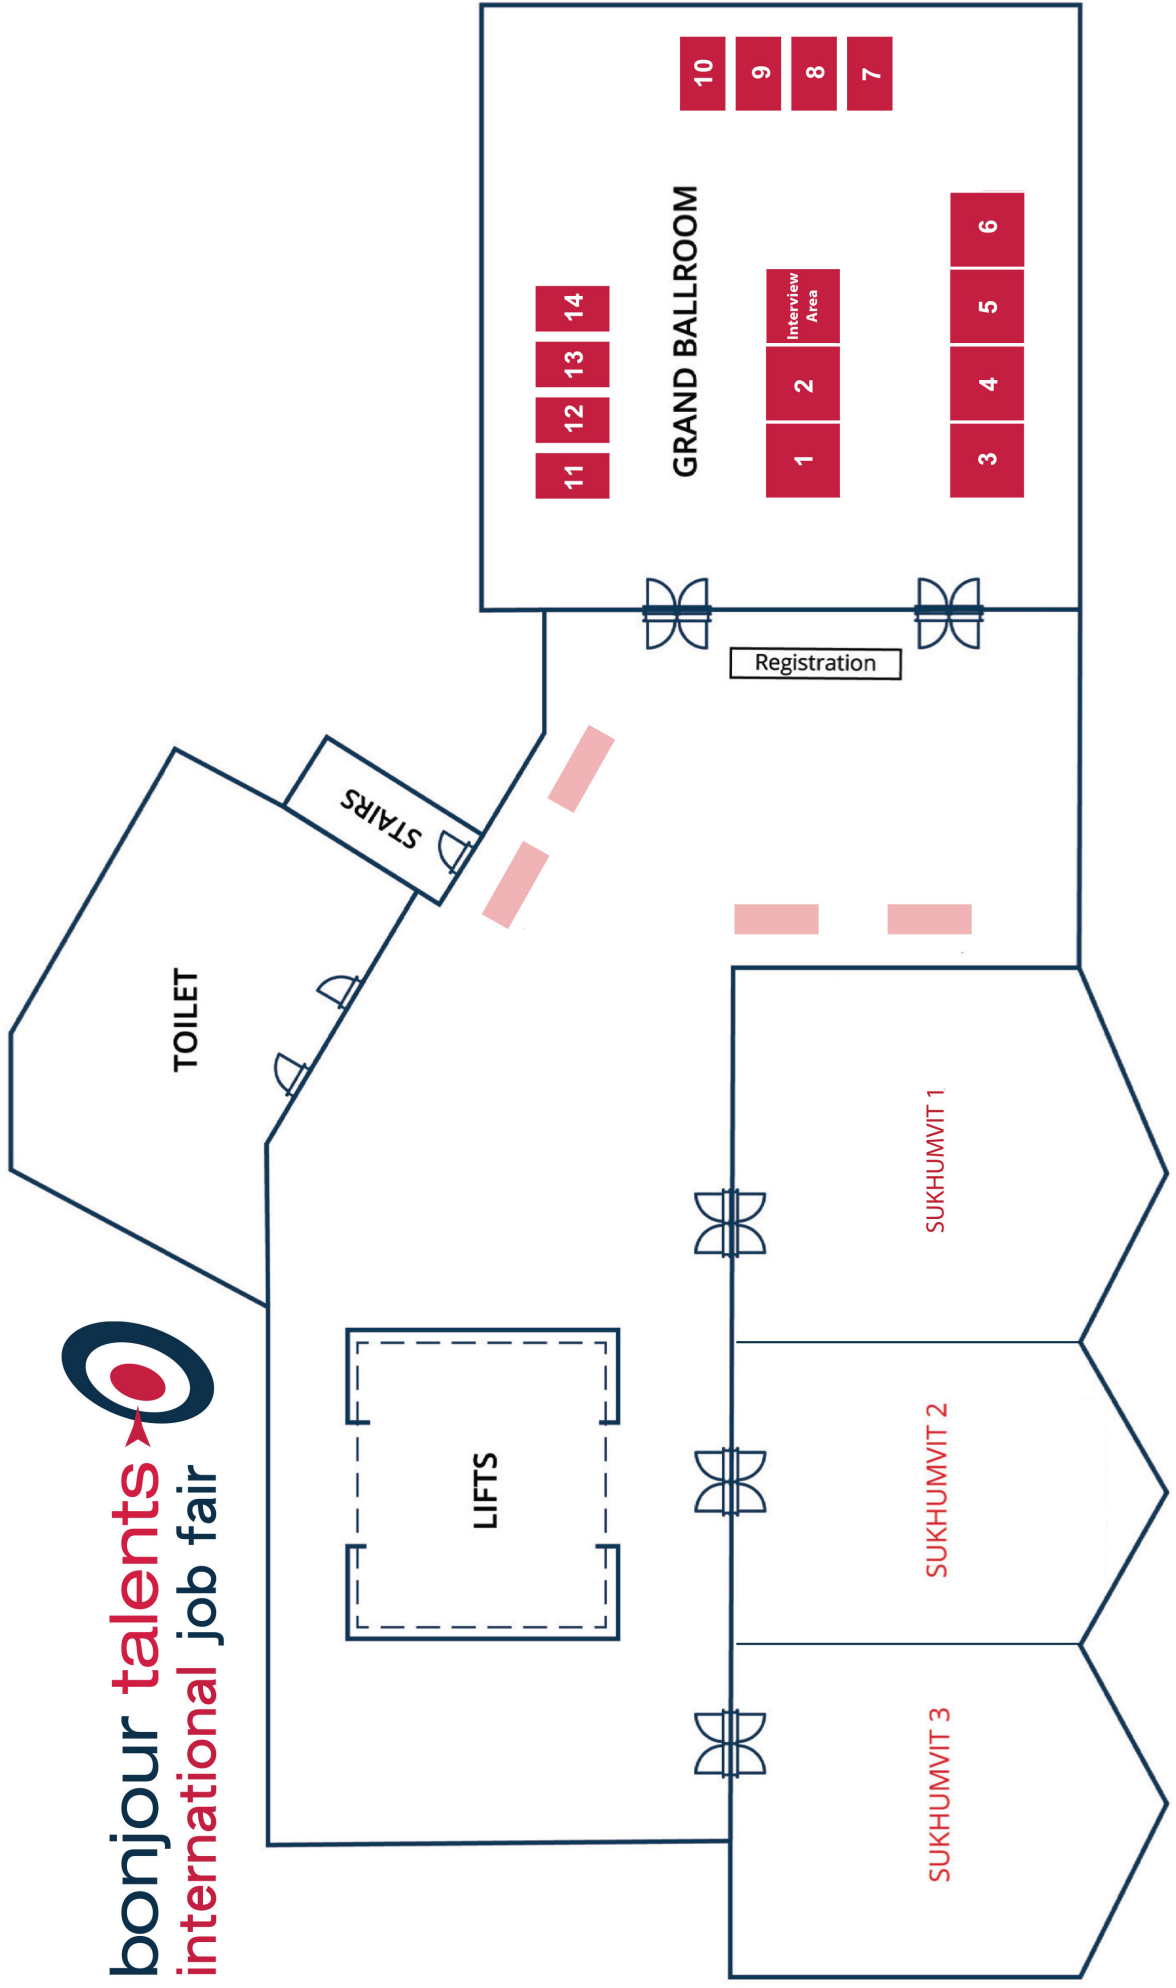 bonjour talents
international job fair
TOILET
STAIRS
LIFTS
GRAND BALLROOM
11
12
13
14
10
9
8
7
1
2
Interview
Area
3
4
5
6
Registration
SUKHUMVIT 3
SUKHUMVIT 2
SUKHUMVIT 1